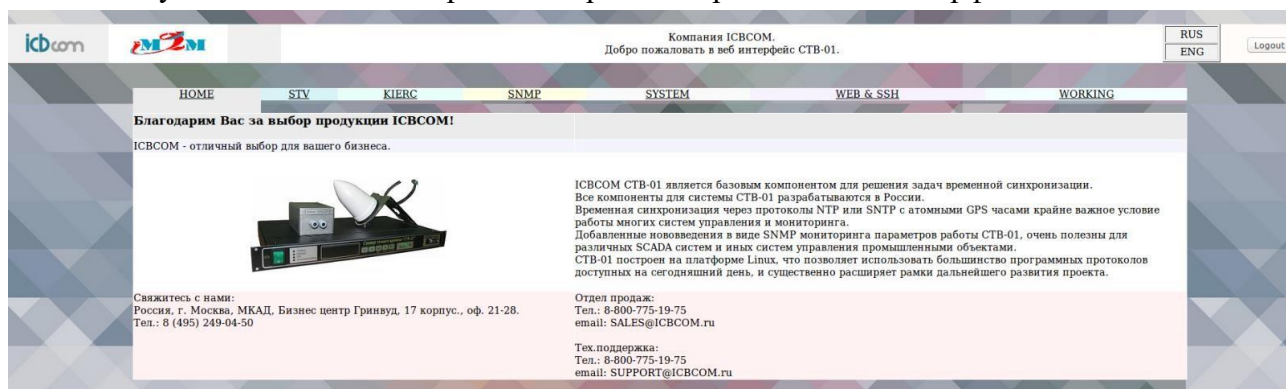 icbcom
eM2M
Компания ICBCOM.
Добро пожаловать в веб интерфейс СТВ-01.
RUS
ENG
Logout
HOME STV KIERC SNMP SYSTEM WEB & SSH WORKING
Благодарим Вас за выбор продукции ICBCOM!
ICBCOM - отличный выбор для вашего бизнеса.
ICBCOM СТВ-01 является базовым компонентом для решения задач временной синхронизации.
Все компоненты для системы СТВ-01 разрабатываются в России.
Временная синхронизация через протоколы NTP или SNTP с атомными GPS часами крайне важное условие
работы многих систем управления и мониторинга.
Добавленные нововведения в виде SNMP мониторинга параметров работы СТВ-01, очень полезны для
различных SCADA систем и иных систем управления промышленными объектами.
СТВ-01 построен на платформе Linux, что позволяет использовать большинство программных протоколов
доступных на сегодняшний день, и существенно расширяет рамки дальнейшего развития проекта.
Свяжитесь с нами:
Россия, г. Москва, МКАД, Бизнес центр Гринвуд, 17 корпус., оф. 21-28.
Тел.: 8 (495) 249-04-50
Отдел продаж:
Тел.: 8-800-775-19-75
email: SALES@ICBCOM.ru
Тех.поддержка:
Тел.: 8-800-775-19-75
email: SUPPORT@ICBCOM.ru